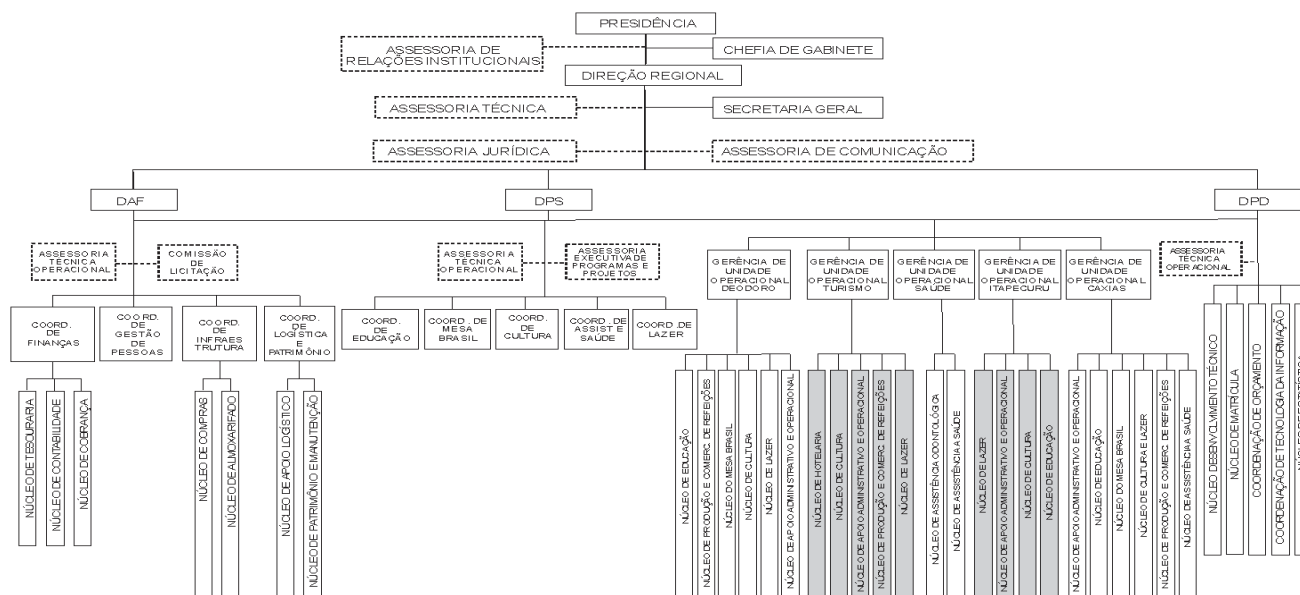 PRESIDÊNCIA
ASSESSORIA DE
RELAÇÕES INSTITUCIONAIS
CHEFIA DE GABINETE
DIREÇÃO REGIONAL
ASSESSORIA TÉCNICA
SECRETARIA GERAL
ASSESSORIA JURÍDICA
ASSESSORIA DE COMUNICAÇÃO
DAF
DPS
DPD
ASSESSORIA
TÉCNICA
OPERACIONAL
COMISSÃO
DE
LICITAÇÃO
ASSESSORIA
TÉCNICA
OPERACIONAL
ASSESSORIA
EXECUTIVA DE
PROGRAMAS E
PROJETOS
GERÊNCIA DE
UNIDADE
OPERACIONAL
DEODORO
GERÊNCIA DE
UNIDADE
OPERACIONAL
TURISMO
GERÊNCIA DE
UNIDADE
OPERACIONAL
SAÚDE
GERÊNCIA DE
UNIDADE
OPERACIONAL
ITAPECURU
GERÊNCIA DE
UNIDADE
OPERACIONAL
CAXIAS
ASSESSORIA
TÉCNICA
OPERACIONAL
COORD.
DE
FINANÇAS
COORD.
DE
GESTÃO
DE
PESSOAS
COORD.
DE
INFRAES
TRUTURA
COORD.
DE
LOGÍSTICA
E
PATRIMÔNIO
COORD.
DE
EDUCAÇÃO
COORD. DE
MESA
BRASIL
COORD.
DE
CULTURA
COORD. DE
ASSIST E
SAÚDE
COORD. DE
LAZER
NÚCLEO DE TESOURARIA
NÚCLEO DE CONTABILIDADE
NÚCLEO DE COBRANÇA
NÚCLEO DE COMPRAS
NÚCLEO DE ALMOXARIFADO
NÚCLEO DE APOIO LOGÍSTICO
NÚCLEO DE PATRIMÔNIO E MANUTENÇÃO
NÚCLEO DE EDUCAÇÃO
NÚCLEO DE PRODUÇÃO E COMERC. DE REFEIÇÕES
NÚCLEO DO MESA BRASIL
NÚCLEO DE CULTURA
NÚCLEO DE LAZER
NÚCLEO DE APOIO ADMINISTRATIVO E OPERACIONAL
NÚCLEO DE HOTELARIA
NÚCLEO DE CULTURA
NÚCLEO DE APOIO ADMINISTRATIVO E OPERACIONAL
NÚCLEO DE PRODUÇÃO E COMERC. DE REFEIÇÕES
NÚCLEO DE LAZER
NÚCLEO DE ASSISTÊNCIA ODONTOLÓGICA
NÚCLEO DE ASSISTÊNCIA A SAÚDE
NÚCLEO DE LAZER
NÚCLEO DE APOIO ADMINISTRATIVO E OPERACIONAL
NÚCLEO DE CULTURA
NÚCLEO DE EDUCAÇÃO
NÚCLEO DE APOIO ADMINISTRATIVO E OPERACIONAL
NÚCLEO DE EDUCAÇÃO
NÚCLEO DO MESA BRASIL
NÚCLEO DE CULTURA E LAZER
NÚCLEO DE PRODUÇÃO E COMERC. DE REFEIÇÕES
NÚCLEO DE ASSISTÊNCIA A SAÚDE
NÚCLEO DESENVOLVIMENTO TÉCNICO
NÚCLEO DE MATRÍCULA
COORDENAÇÃO DE ORÇAMENTO
COORDENAÇÃO DE TECNOLOGIA DA INFORMAÇÃO